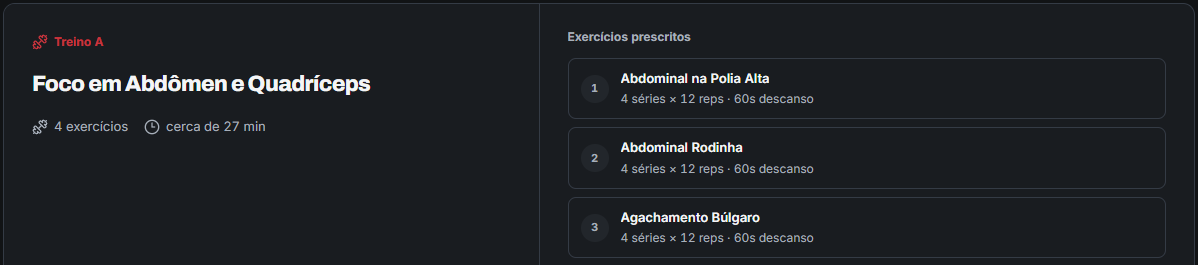 Treino A
Foco em Abdômen e Quadríceps
4 exercícios cerca de 27 min
Exercícios prescritos
1
Abdominal na Polia Alta
4 séries × 12 reps · 60s descanso
2
Abdominal Rodinha
4 séries × 12 reps · 60s descanso
3
Agachamento Búlgaro
4 séries × 12 reps · 60s descanso